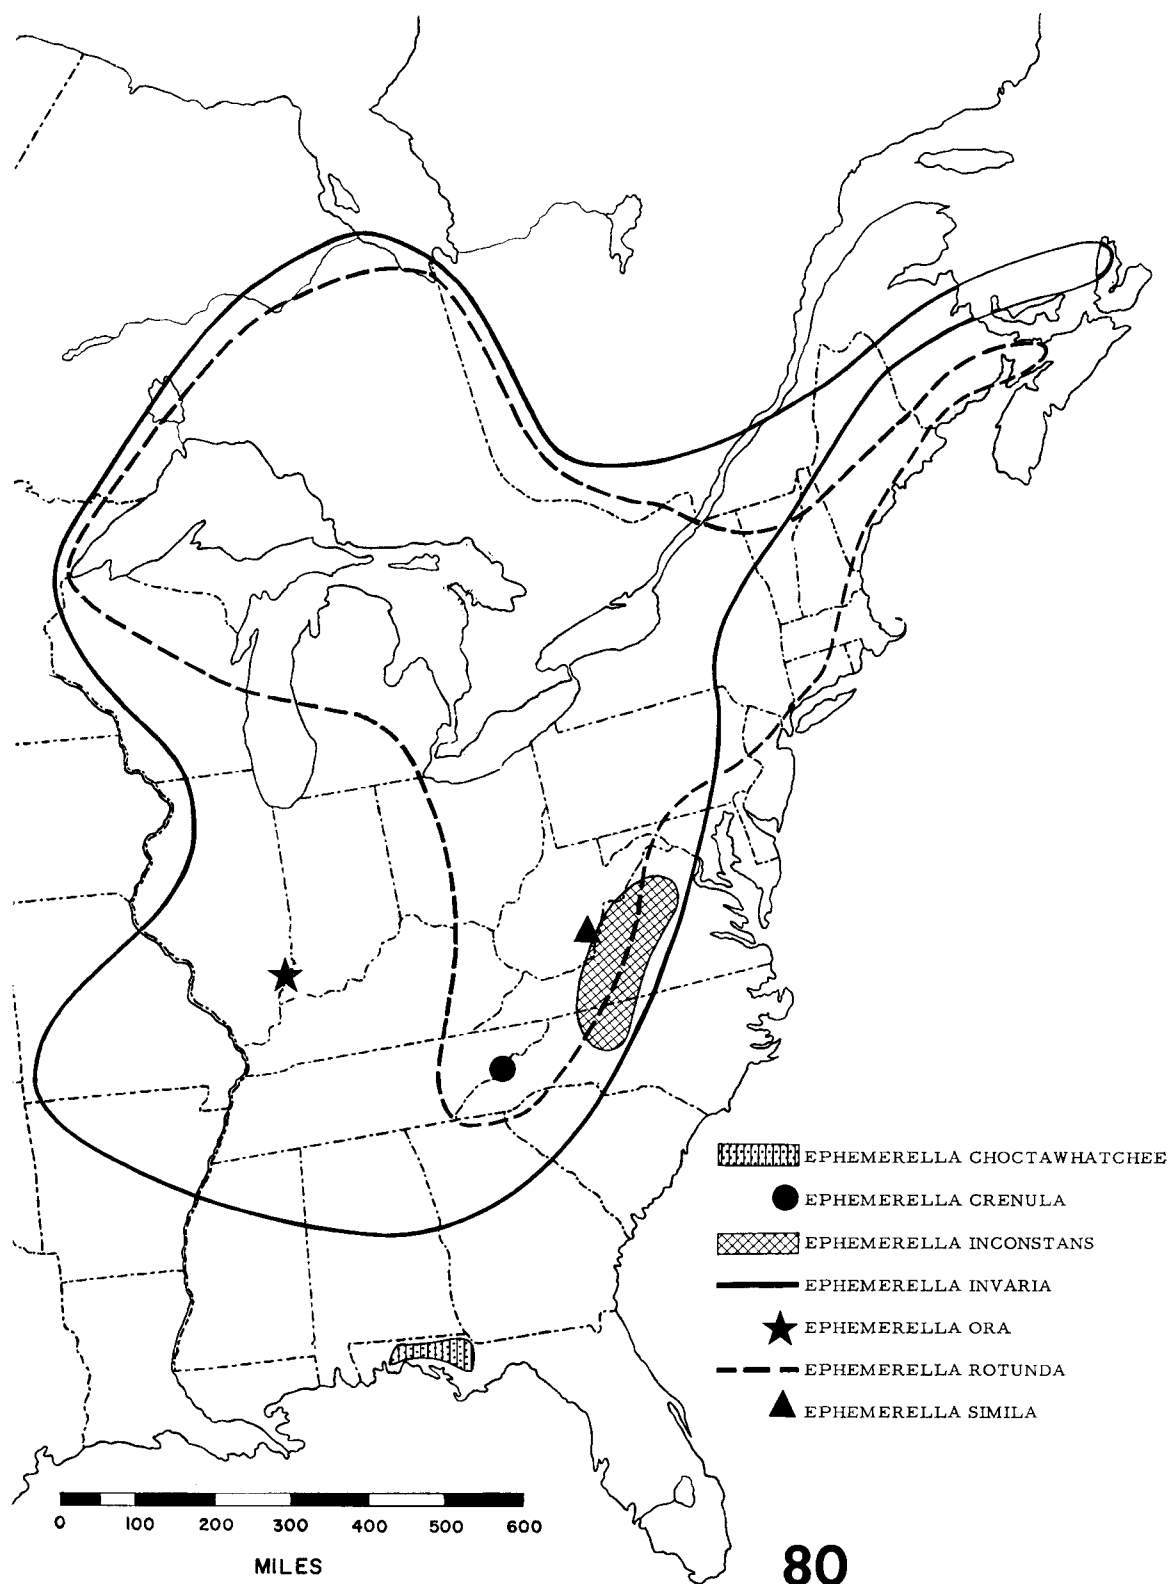 EPHEMERELLA CHOCTAWHATCHEE
EPHEMERELLA CRENULA
EPHEMERELLA INCONSTANS
EPHEMERELLA INVARIA
EPHEMERELLA ORA
EPHEMERELLA ROTUNDA
EPHEMERELLA SIMILA
0 100 200 300 400 500 600
MILES
80